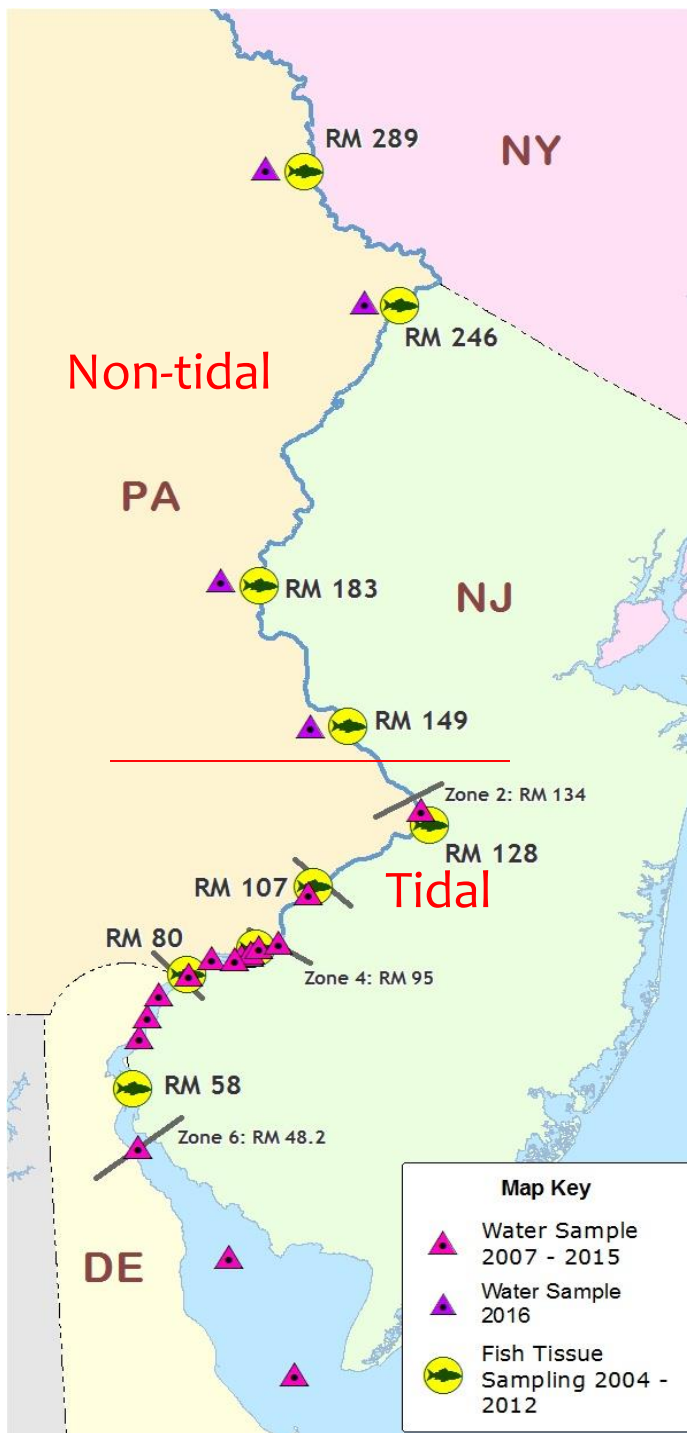 RM 289
NY
RM 246
Non-tidal
PA
RM 183
NJ
RM 149
Zone 2: RM 134
RM 128
RM 107
Tidal
RM 80
Zone 4: RM 95
RM 58
Zone 6: RM 48.2
DE
Map Key
Water Sample
2007 - 2015
Water Sample
2016
Fish Tissue
Sampling 2004 -
2012